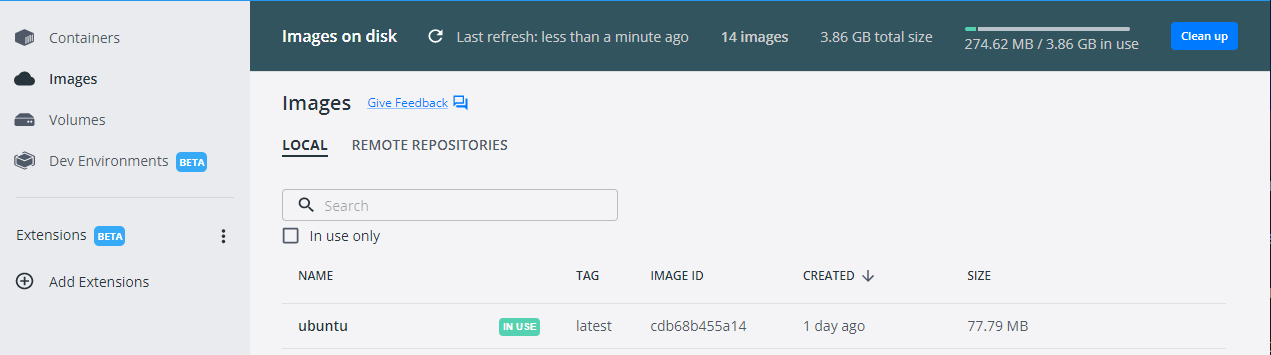 Containers
Images
Volumes
Dev Environments BETA
Extensions BETA
Add Extensions
Images on disk Last refresh: less than a minute ago 14 images 3.86 GB total size 274.62 MB / 3.86 GB in use Clean up
Images Give Feedback
LOCAL REMOTE REPOSITORIES
Search
In use only
NAME TAG IMAGE ID CREATED SIZE
ubuntu IN USE latest cdb68b455a14 1 day ago 77.79 MB